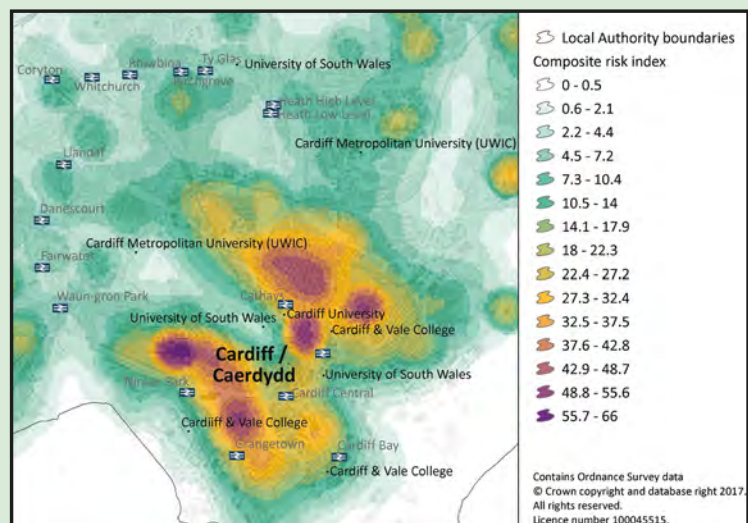 Coryton
Whitchurch
Rhiwbina
Birchgrove
Ty Glas
University of South Wales
Heath High Level
Heath Low Level
Cardiff Metropolitan University (UWIC)
Llandaf
Danescourt
Cardiff Metropolitan University (UWIC)
Fairwater
Waun-gron Park
Cathays
Cardiff University
University of South Wales
Cardiff & Vale College
Cardiff /
Caerdydd
University of South Wales
Ninian Park
Cardiff Central
Cardiff & Vale College
Grangetown
Cardiff Bay
Cardiff & Vale College
Local Authority boundaries
Composite risk index
0 - 0.5
0.6 - 2.1
2.2 - 4.4
4.5 - 7.2
7.3 - 10.4
10.5 - 14
14.1 - 17.9
18 - 22.3
22.4 - 27.2
27.3 - 32.4
32.5 - 37.5
37.6 - 42.8
42.9 - 48.7
48.8 - 55.6
55.7 - 66
Contains Ordnance Survey data
© Crown copyright and database right 2017.
All rights reserved.
Licence number 100045515.